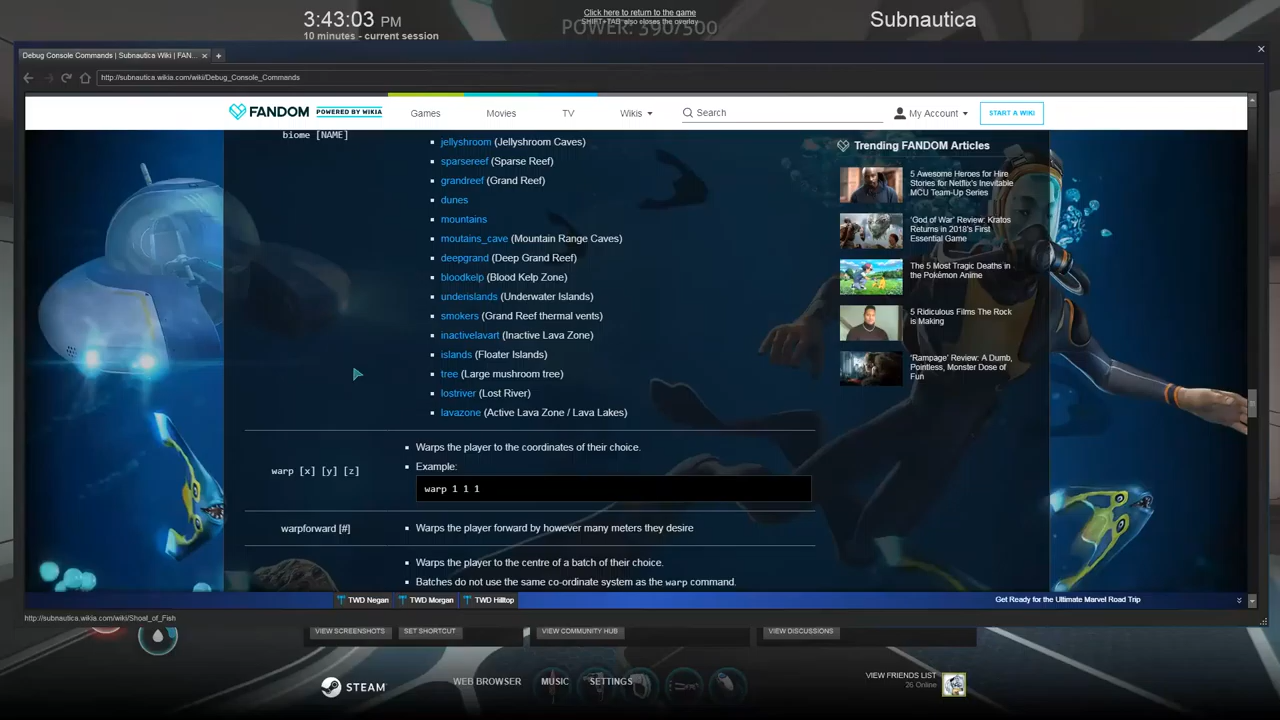 3:43:03 PM
10 minutes - current session
Click here to return to the game
SHIFT+TAB also closes the overlay
POWER: 390/500
Subnautica
Debug Console Commands | Subnautica Wiki | FAN...
http://subnautica.wikia.com/wiki/Debug_Console_Commands
FANDOM POWERED BY WIKIA
Games
Movies
TV
Wikis
Search
My Account
START A WIKI
biome [NAME]
jellyshroom (Jellyshroom Caves)
sparsereef (Sparse Reef)
grandreef (Grand Reef)
dunes
mountains
moutains_cave (Mountain Range Caves)
deepgrand (Deep Grand Reef)
bloodkelp (Blood Kelp Zone)
underislands (Underwater Islands)
smokers (Grand Reef thermal vents)
inactivelavart (Inactive Lava Zone)
islands (Floater Islands)
tree (Large mushroom tree)
lostriver (Lost River)
lavazone (Active Lava Zone / Lava Lakes)
warp [x] [y] [z]
Warps the player to the coordinates of their choice.
Example:
warp 1 1 1
warpforward [#]
Warps the player forward by however many meters they desire
Warps the player to the centre of a batch of their choice.
Batches do not use the same co-ordinate system as the warp command.
Trending FANDOM Articles
5 Awesome Heroes for Hire
Stories for Netflix's Inevitable
MCU Team-Up Series
'God of War' Review: Kratos
Returns in 2018's First
Essential Game
The 5 Most Tragic Deaths in
the Pokémon Anime
5 Ridiculous Films The Rock
is Making
'Rampage' Review: A Dumb,
Pointless, Monster Dose of
Fun
TWD Negan
TWD Morgan
TWD Hilltop
Get Ready for the Ultimate Marvel Road Trip
http://subnautica.wikia.com/wiki/Shoal_of_Fish
VIEW SCREENSHOTS
SET SHORTCUT
VIEW COMMUNITY HUB
VIEW DISCUSSIONS
STEAM
WEB BROWSER
MUSIC
SETTINGS
VIEW FRIENDS LIST
26 Online